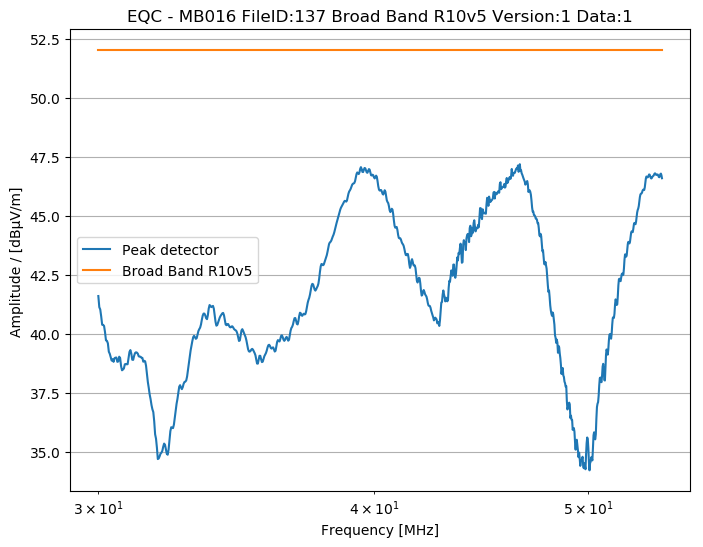 EQC - MB016 FileID:137 Broad Band R10v5 Version:1 Data:1
52.5
50.0
47.5
45.0
42.5
40.0
37.5
35.0
Amplitude / [dBµV/m]
Peak detector
Broad Band R10v5
3 × 10¹
4 × 10¹
5 × 10¹
Frequency [MHz]